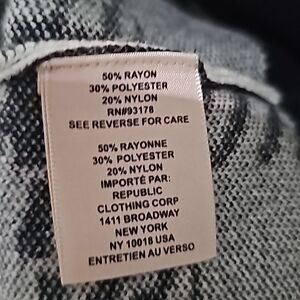 50% RAYON
30% POLYESTER
20% NYLON
RN#93178
SEE REVERSE FOR CARE
50% RAYONNE
30% POLYESTER
20% NYLON
IMPORTÉ PAR:
REPUBLIC
CLOTHING CORP
1411 BROADWAY
NEW YORK
NY 10018 USA
ENTRETIEN AU VERSO